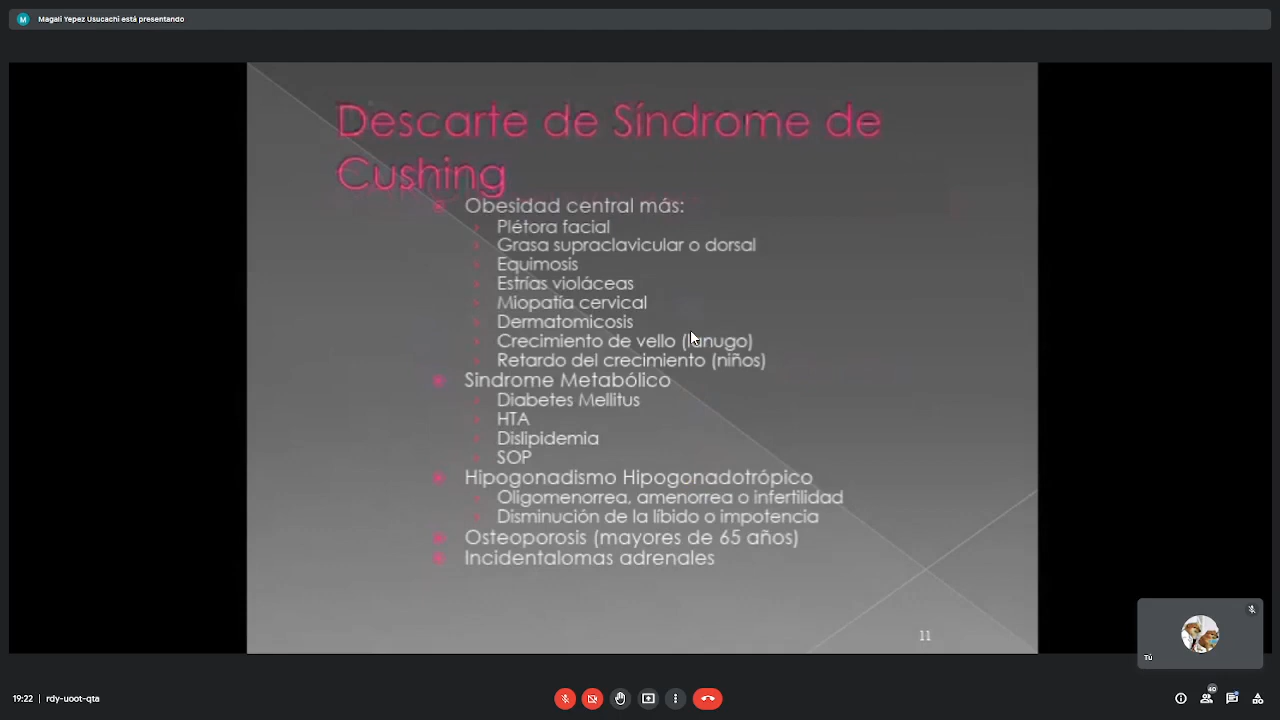 M
Magali Yepez Usucachi está presentando
Descarte de Síndrome de
Cushing
Obesidad central más:
Plétora facial
Grasa supraclavicular o dorsal
Equimosis
Estrías violáceas
Miopatía cervical
Dermatomicosis
Crecimiento de vello (lanugo)
Retardo del crecimiento (niños)
Sindrome Metabólico
Diabetes Mellitus
HTA
Dislipidemia
SOP
Hipogonadismo Hipogonadotrópico
Oligomenorrea, amenorrea o infertilidad
Disminución de la líbido o impotencia
Osteoporosis (mayores de 65 años)
Incidentalomas adrenales
11
Tú
19:22 | rdy-uoot-qta
40